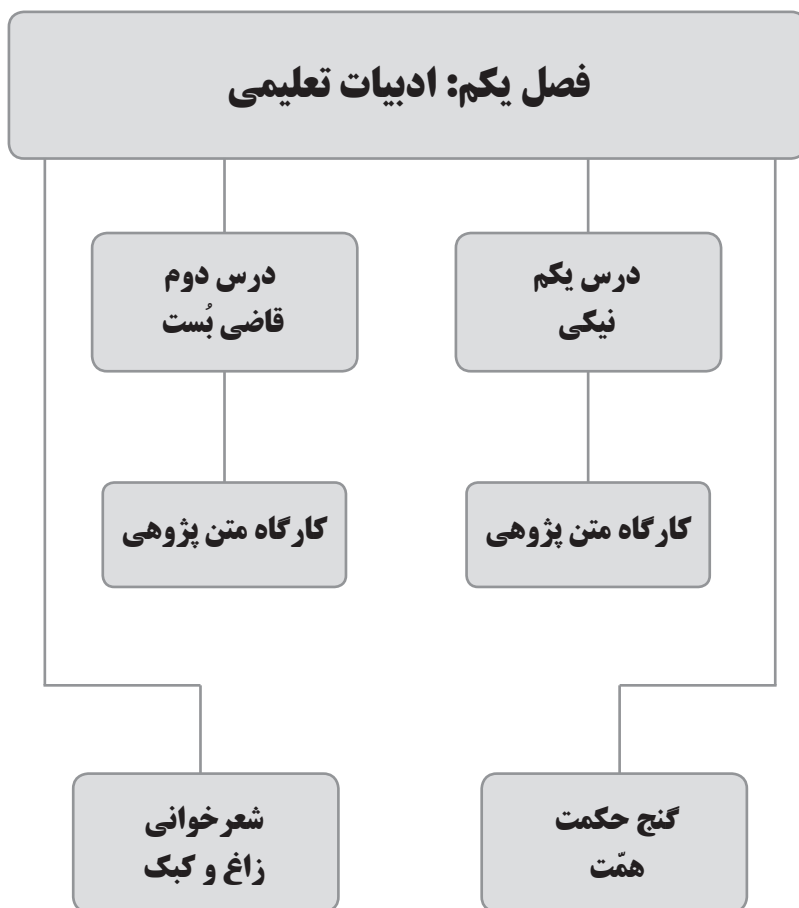 فصل یکم: ادبیات تعلیمی
درس یکم
نیکی
درس دوم
قاضی بُست
کارگاه متن پژوهی
کارگاه متن پژوهی
گنج حکمت
همّت
شعرخوانی
زاغ و کبک